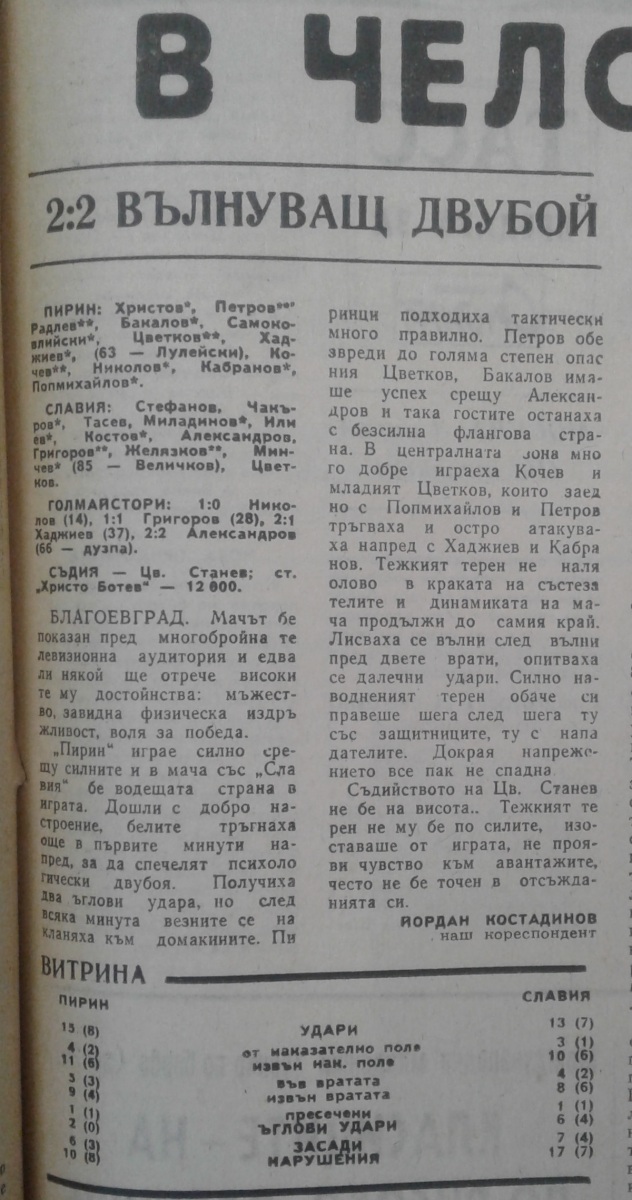 В ЧЕЛО
2:2 ВЪЛНУВАЩ ДВУБОЙ
ПИРИН: Христов*, Петров**
Радлев**, Бакалов*, Самоко-
влийски*, Цветков**, Хад-
жиев*, (63 — Лулейски), Ко-
чев**, Николов*, Кабранов*,
Попмихайлов*.
СЛАВИЯ: Стефанов, Чакъ-
ров*, Тасев, Миладинов*, Или
ев*, Костов*, Александров,
Григоров**, Желязков**, Мин-
чев* (85 — Величков), Цвет-
ков.
ГОЛМАЙСТОРИ: 1:0 Нико-
лов (14), 1:1 Григоров (28), 2:1
Хаджиев (37), 2:2 Александров
(66 — дузпа).
СЪДИЯ — Цв. Станев; ст.
„Христо Ботев“ — 12 000.
БЛАГОЕВГРАД. Мачът бе
показан пред многобройна те
левизионна аудитория и едва
ли някой ще отрече високи
те му достойнства: мъжест-
во, завидна физическа издръ
жливост, воля за победа.
„Пирин“ играе силно сре-
щу силните и в мача със „Сла
вия“ бе водещата страна в
играта. Дошли с добро на-
строение, белите тръгнаха
още в първите минути на-
пред, за да спечелят психоло
гически двубоя. Получиха
два ъглови удара, но след
всяка минута везните се на
кланяха към домакините. Пи
ринци подходиха тактически
много правилно. Петров обе
звреди до голяма степен опас
ния Цветков, Бакалов има-
ше успех срещу Алексан-
дров и така гостите останаха
с безсилна флангова стра-
на. В централната зона мно
го добре играеха Кочев и
младият Цветков, които заед
но с Попмихайлов и Петров
тръгваха и остро атакува-
ха напред с Хаджиев и Кабра
нов. Тежкият терен не наля
олово в краката на състеза
телите и динамиката на ма-
ча продължи до самия край.
Лисваха се вълни след вълни
пред двете врати, опитваха
се далечни удари. Силно на-
водненият терен обаче си
правеше шега след шега ту
със защитниците, ту с напа
дателите. Докрая напреже-
нието все пак не спадна
Съдийството на Цв. Станев
не бе на висота.. Тежкият те
рен не му бе по силите, изо-
ставаше от играта, не проя-
ви чувство към авантажите,
често не бе точен в отсъжда-
нията си.
ЙОРДАН КОСТАДИНОВ
наш кореспондент
ВИТРИНА
ПИРИН СЛАВИЯ
15 (8) УДАРИ 13 (7)
4 (2) от наказателно поле 3 (1)
11 (6) извън нак. поле 10 (6)
5 (3) във вратата 4 (2)
9 (4) извън вратата 8 (6)
1 (1) пресечени 1 (1)
2 (0) ЪГЛОВИ УДАРИ 6 (4)
6 (3) ЗАСАДИ 7 (4)
10 (8) НАРУШЕНИЯ 17 (7)